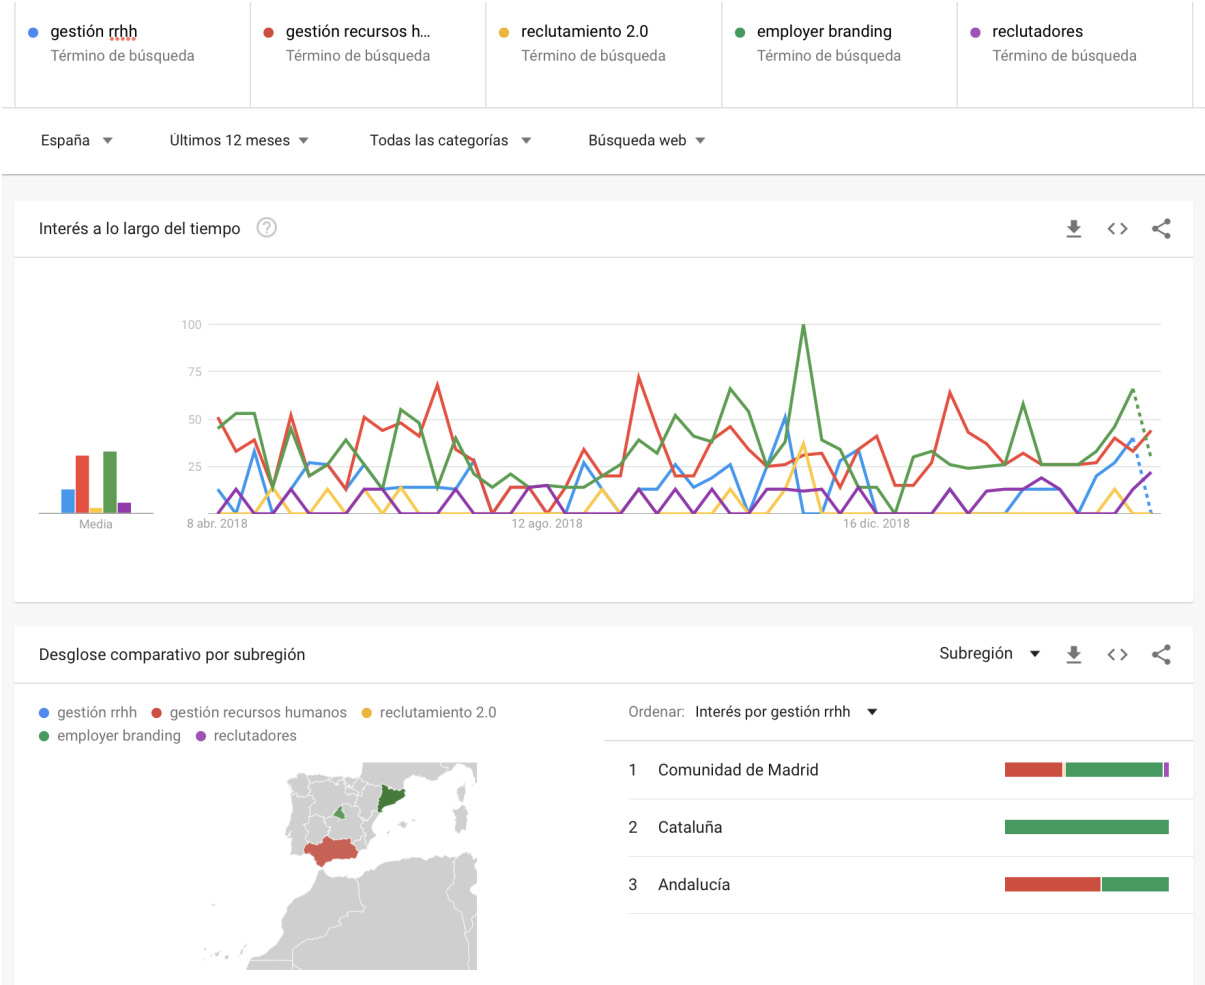 gestión rrhh
Término de búsqueda
gestión recursos h...
Término de búsqueda
reclutamiento 2.0
Término de búsqueda
employer branding
Término de búsqueda
reclutadores
Término de búsqueda
España
Últimos 12 meses
Todas las categorías
Búsqueda web
Interés a lo largo del tiempo
?
100
75
50
25
Media
8 abr. 2018
12 ago. 2018
16 dic. 2018
Desglose comparativo por subregión
Subregión
gestión rrhh
gestión recursos humanos
reclutamiento 2.0
employer branding
reclutadores
Ordenar: Interés por gestión rrhh
1 Comunidad de Madrid
2 Cataluña
3 Andalucía